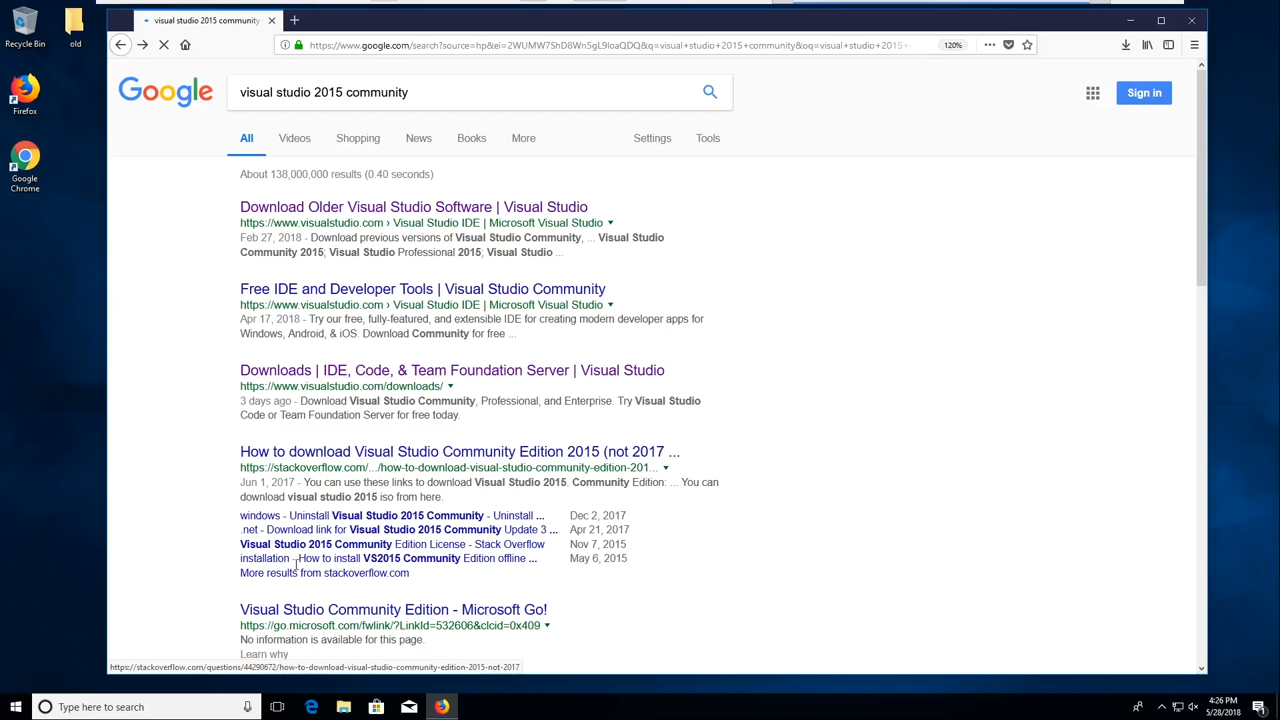 Recycle Bin
old
Firefox
Google Chrome
visual studio 2015 community
https://www.google.com/search?source=hp&ei=2WUMW7ShD8Wn5gL9loaQDQ&q=visual+studio+2015+community&oq=visual+studio+2015+
120%
Google
visual studio 2015 community
Sign in
All Videos Shopping News Books More Settings Tools
About 138,000,000 results (0.40 seconds)
Download Older Visual Studio Software | Visual Studio
https://www.visualstudio.com › Visual Studio IDE | Microsoft Visual Studio
Feb 27, 2018 - Download previous versions of Visual Studio Community, ... Visual Studio
Community 2015; Visual Studio Professional 2015; Visual Studio ...
Free IDE and Developer Tools | Visual Studio Community
https://www.visualstudio.com › Visual Studio IDE | Microsoft Visual Studio
Apr 17, 2018 - Try our free, fully-featured, and extensible IDE for creating modern developer apps for
Windows, Android, & iOS. Download Community for free ...
Downloads | IDE, Code, & Team Foundation Server | Visual Studio
https://www.visualstudio.com/downloads/
3 days ago - Download Visual Studio Community, Professional, and Enterprise. Try Visual Studio
Code or Team Foundation Server for free today.
How to download Visual Studio Community Edition 2015 (not 2017 ...
https://stackoverflow.com/.../how-to-download-visual-studio-community-edition-201...
Jun 1, 2017 - You can use these links to download Visual Studio 2015. Community Edition: ... You can
download visual studio 2015 iso from here.
windows - Uninstall Visual Studio 2015 Community - Uninstall ... Dec 2, 2017
.net - Download link for Visual Studio 2015 Community Update 3 ... Apr 21, 2017
Visual Studio 2015 Community Edition License - Stack Overflow Nov 7, 2015
installation - How to install VS2015 Community Edition offline ... May 6, 2015
More results from stackoverflow.com
Visual Studio Community Edition - Microsoft Go!
https://go.microsoft.com/fwlink/?LinkId=532606&clcid=0x409
No information is available for this page.
Learn why
https://stackoverflow.com/questions/44290672/how-to-download-visual-studio-community-edition-2015-not-2017
Type here to search
4:26 PM
5/28/2018
1